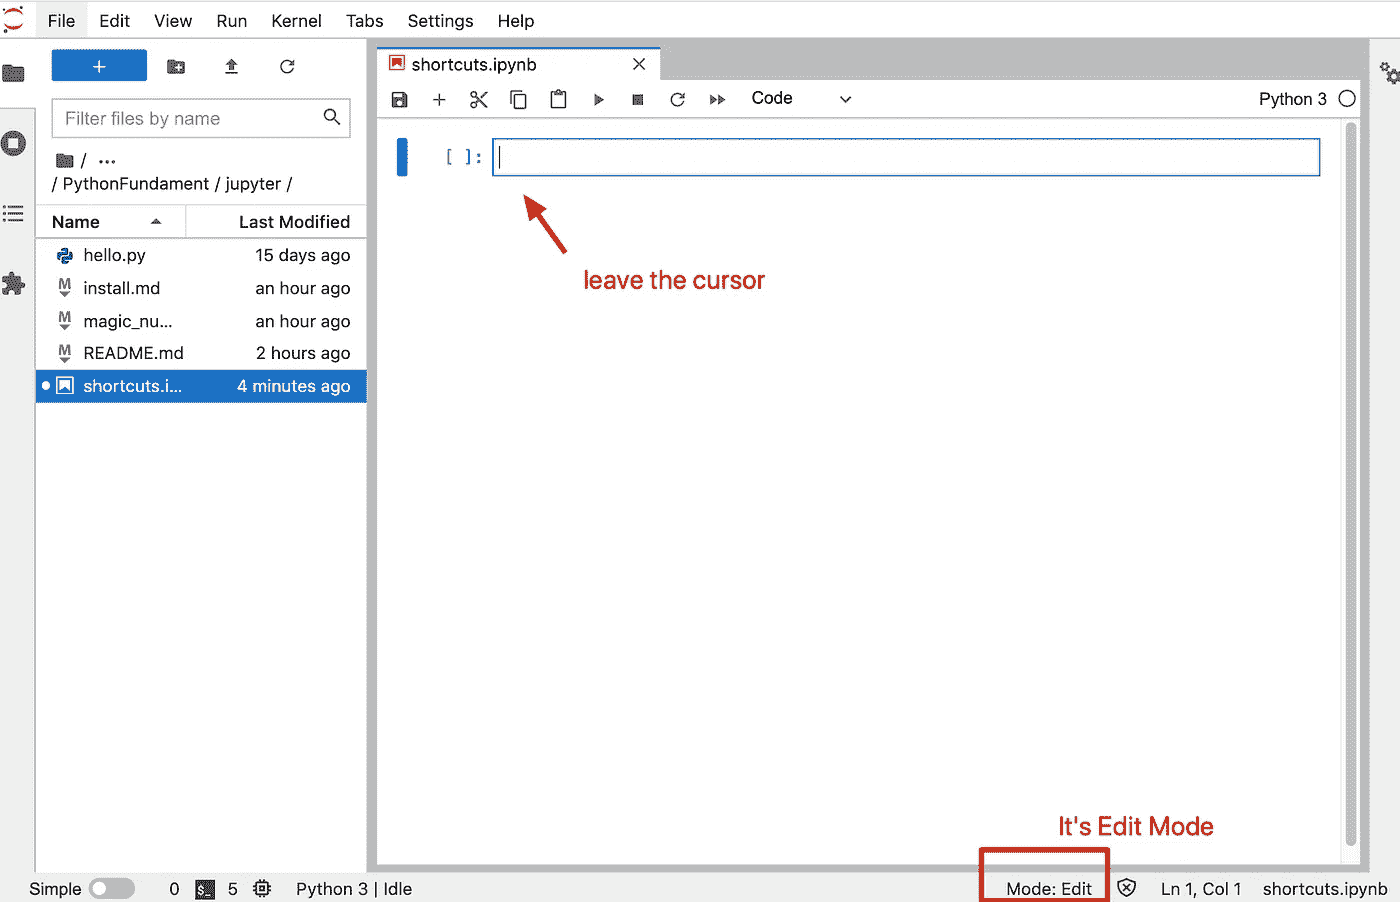 File Edit View Run Kernel Tabs Settings Help
+
shortcuts.ipynb
Code
Python 3
Filter files by name
/ ...
/ PythonFundament / jupyter /
Name Last Modified
hello.py 15 days ago
M install.md an hour ago
M magic_nu... an hour ago
M README.md 2 hours ago
shortcuts.i... 4 minutes ago
[ ]:
leave the cursor
It's Edit Mode
Simple 0 $_ 5 Python 3 | Idle Mode: Edit Ln 1, Col 1 shortcuts.ipynb